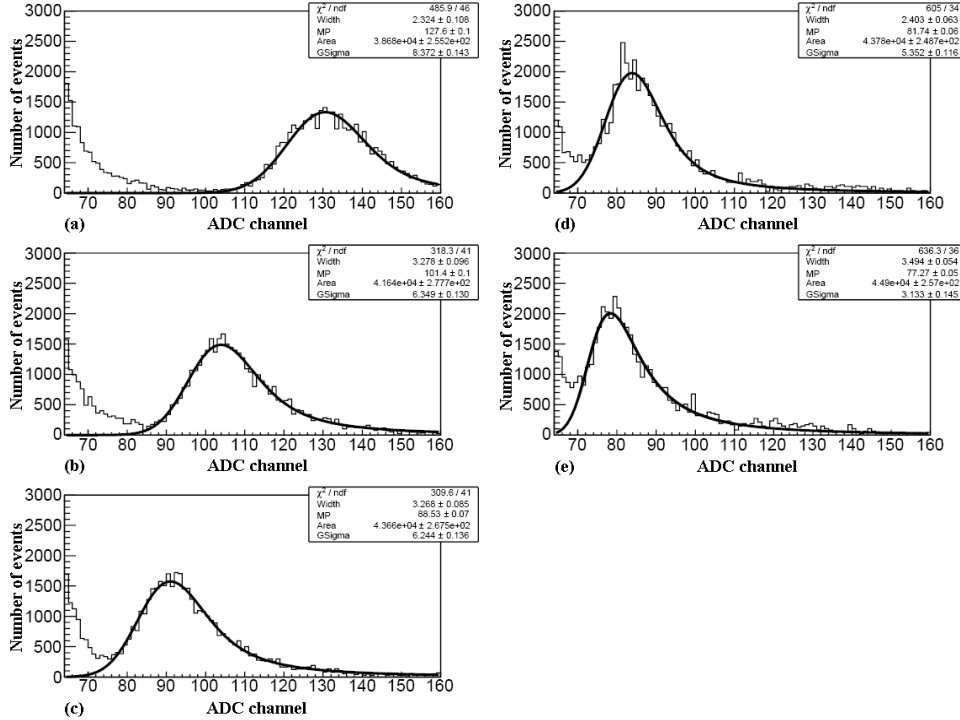 χ² / ndf 485.9 / 46
Width 2.324 ± 0.108
MP 127.6 ± 0.1
Area 3.868e+04 ± 2.552e+02
GSigma 8.372 ± 0.143
Number of events
3000
2500
2000
1500
1000
500
0
70 80 90 100 110 120 130 140 150 160
(a) ADC channel
χ² / ndf 605 / 34
Width 2.403 ± 0.063
MP 81.74 ± 0.06
Area 4.378e+04 ± 2.487e+02
GSigma 5.352 ± 0.116
Number of events
3000
2500
2000
1500
1000
500
0
70 80 90 100 110 120 130 140 150 160
(d) ADC channel
χ² / ndf 318.3 / 41
Width 3.278 ± 0.096
MP 101.4 ± 0.1
Area 4.164e+04 ± 2.777e+02
GSigma 6.349 ± 0.130
Number of events
3000
2500
2000
1500
1000
500
0
70 80 90 100 110 120 130 140 150 160
(b) ADC channel
χ² / ndf 636.3 / 36
Width 3.494 ± 0.054
MP 77.27 ± 0.05
Area 4.49e+04 ± 2.57e+02
GSigma 3.133 ± 0.145
Number of events
3000
2500
2000
1500
1000
500
0
70 80 90 100 110 120 130 140 150 160
(e) ADC channel
χ² / ndf 309.6 / 41
Width 3.268 ± 0.085
MP 88.53 ± 0.07
Area 4.366e+04 ± 2.675e+02
GSigma 6.244 ± 0.136
Number of events
3000
2500
2000
1500
1000
500
0
70 80 90 100 110 120 130 140 150 160
(c) ADC channel